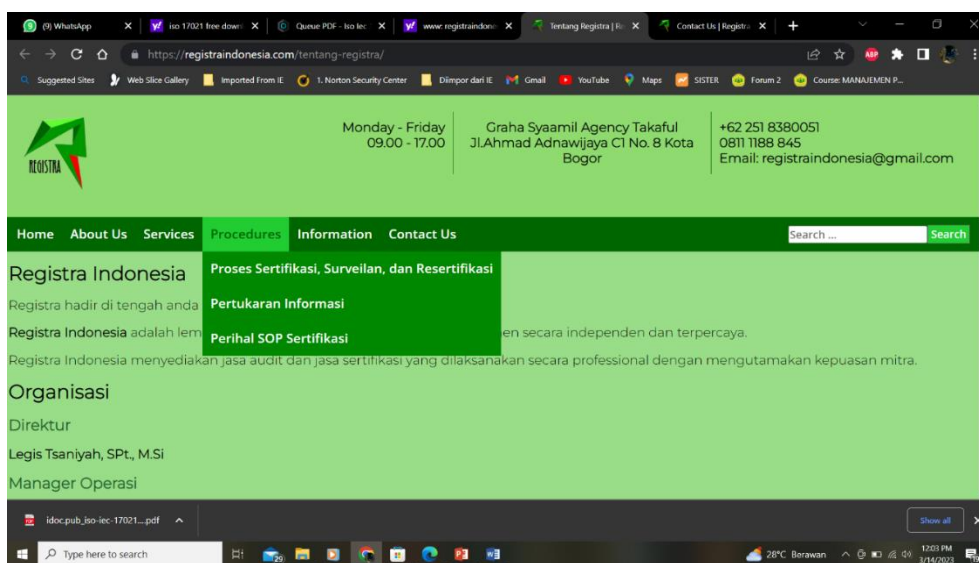 (9) WhatsApp
iso 17021 free down
Queue PDF - Iso Iec
www. registraindone
Tentang Registra | Re
Contact Us | Registra
https://registraindonesia.com/tentang-registra/
Suggested Sites Web Slice Gallery Imported From IE 1. Norton Security Center Diimpor dari IE Gmail YouTube Maps SISTER Forum 2 Course: MANAJEMEN P...
REGISTRA
Monday - Friday
09.00 - 17.00
Graha Syaamil Agency Takaful
Jl.Ahmad Adnawijaya C1 No. 8 Kota
Bogor
+62 251 8380051
0811 1188 845
Email: registraindonesia@gmail.com
Home About Us Services Procedures Information Contact Us
Search ... Search
Proses Sertifikasi, Surveilan, dan Resertifikasi
Pertukaran Informasi
Perihal SOP Sertifikasi
Registra Indonesia
Registra hadir di tengah anda
Registra Indonesia adalah lem en secara independen dan terpercaya.
Registra Indonesia menyediakan jasa audit dan jasa sertifikasi yang dilaksanakan secara professional dengan mengutamakan kepuasan mitra.
Organisasi
Direktur
Legis Tsaniyah, SPt., M.Si
Manager Operasi
idoc.pub_iso-iec-17021....pdf
Show all
Type here to search
29
28°C Berawan
12:03 PM
3/14/2023